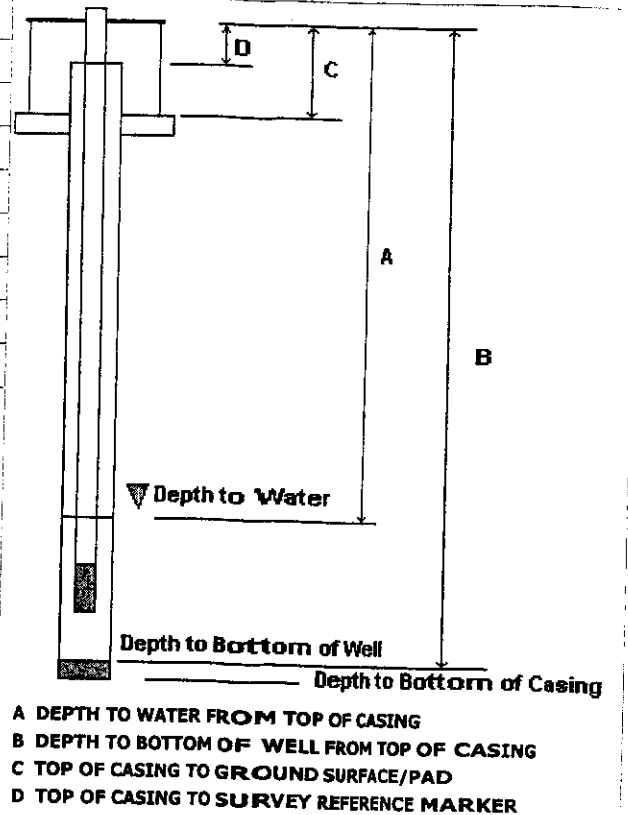 D
C
A
B
Depth to Water
Depth to Bottom of Well
Depth to Bottom of Casing
A DEPTH TO WATER FROM TOP OF CASING
B DEPTH TO BOTTOM OF WELL FROM TOP OF CASING
C TOP OF CASING TO GROUND SURFACE/PAD
D TOP OF CASING TO SURVEY REFERENCE MARKER